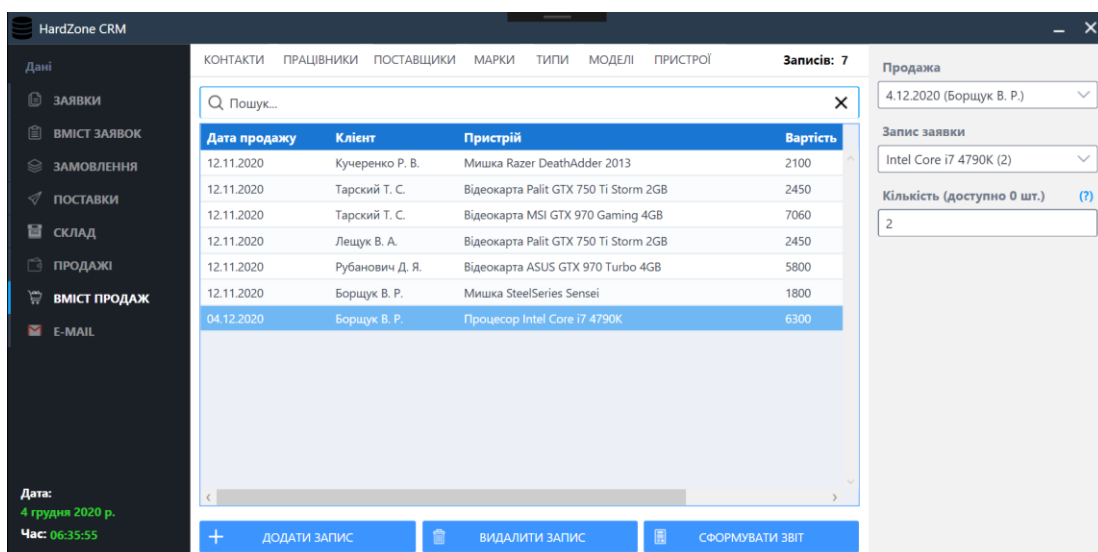 HardZone CRM
Дані
ЗАЯВКИ
ВМІСТ ЗАЯВОК
ЗАМОВЛЕННЯ
ПОСТАВКИ
СКЛАД
ПРОДАЖІ
ВМІСТ ПРОДАЖ
E-MAIL
Дата:
4 грудня 2020 р.
Час: 06:35:55
КОНТАКТИ ПРАЦІВНИКИ ПОСТАВЩИКИ МАРКИ ТИПИ МОДЕЛІ ПРИСТРОЇ Записів: 7
Пошук...
Дата продажу Клієнт Пристрій Вартість
12.11.2020 Кучеренко Р. В. Мишка Razer DeathAdder 2013 2100
12.11.2020 Тарский Т. С. Відеокарта Palit GTX 750 Ti Storm 2GB 2450
12.11.2020 Тарский Т. С. Відеокарта MSI GTX 970 Gaming 4GB 7060
12.11.2020 Лещук В. А. Відеокарта Palit GTX 750 Ti Storm 2GB 2450
12.11.2020 Рубанович Д. Я. Відеокарта ASUS GTX 970 Turbo 4GB 5800
12.11.2020 Борщук В. Р. Мишка SteelSeries Sensei 1800
04.12.2020 Борщук В. Р. Процесор Intel Core i7 4790K 6300
ДОДАТИ ЗАПИС ВИДАЛИТИ ЗАПИС СФОРМУВАТИ ЗВІТ
Продажа
4.12.2020 (Борщук В. Р.)
Запис заявки
Intel Core i7 4790K (2)
Кількість (доступно 0 шт.) (?)
2